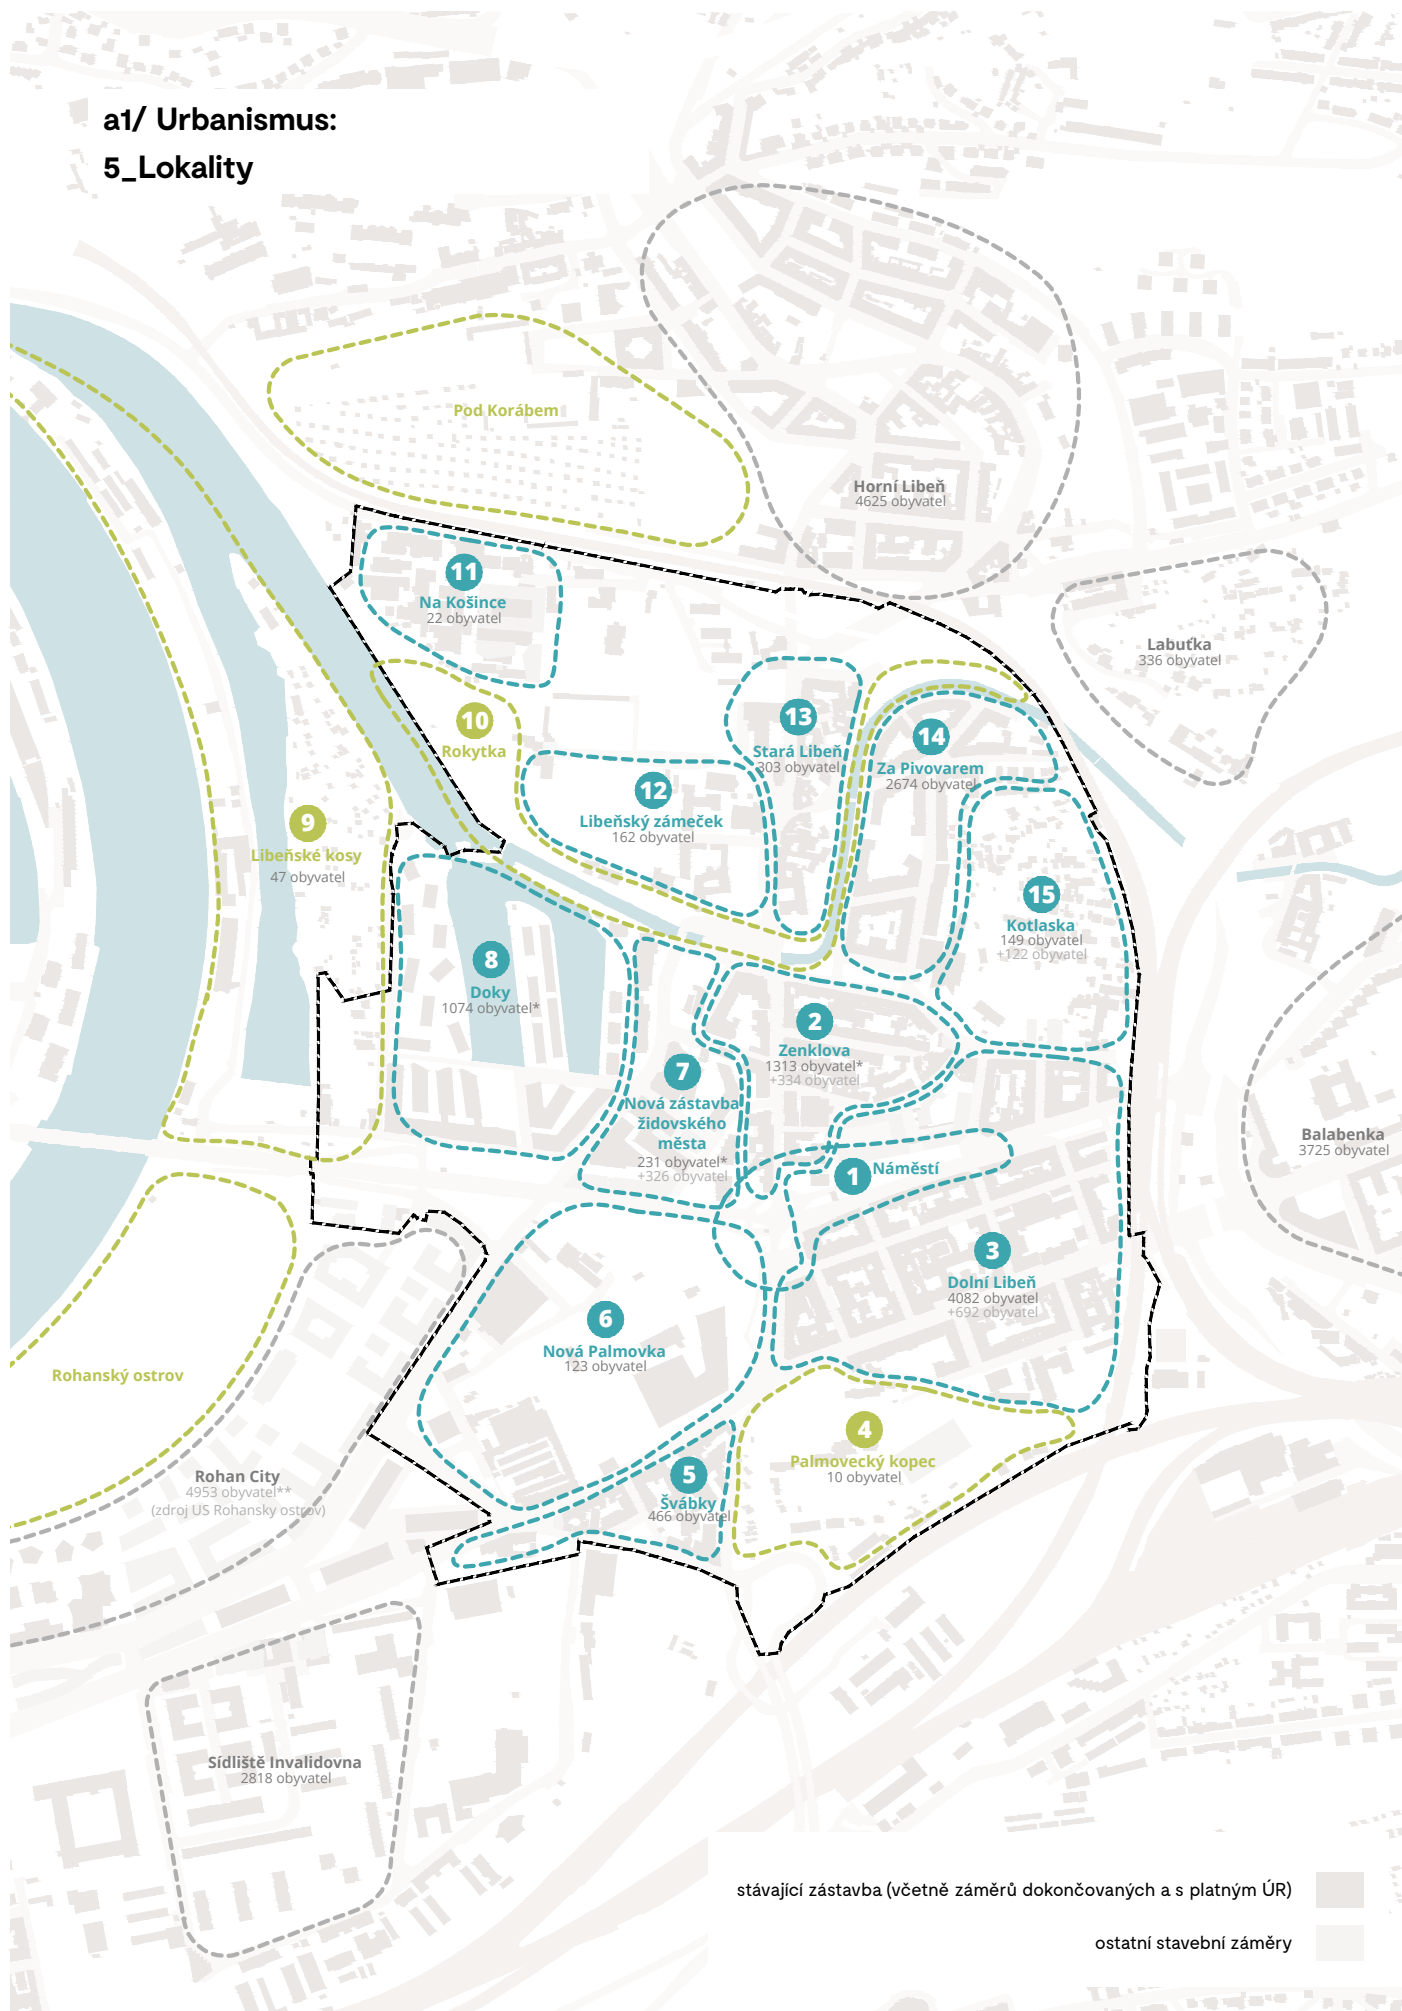 a1/ Urbanismus:
5_Lokality
Pod Korábem
Horní Libeň
4625 obyvatel
11
Na Košince
22 obyvatel
Labuťka
336 obyvatel
10
Rokytka
13
Stará Libeň
303 obyvatel
14
Za Pivovarem
2674 obyvatel
12
Libeňský zámeček
162 obyvatel
9
Libeňské kosy
47 obyvatel
15
Kotlaska
149 obyvatel
+122 obyvatel
8
Doky
1074 obyvatel*
2
Zenklova
1313 obyvatel*
+334 obyvatel
7
Nová zástavba
židovského
města
231 obyvatel*
+326 obyvatel
Balabenka
3725 obyvatel
1
Náměstí
3
Dolní Libeň
4082 obyvatel
+692 obyvatel
6
Nová Palmovka
123 obyvatel
Rohanský ostrov
4
Palmovecký kopec
10 obyvatel
Rohan City
4953 obyvatel**
(zdroj US Rohansky ostrov)
5
Švábky
466 obyvatel
Sídliště Invalidovna
2818 obyvatel
stávající zástavba (včetně záměrů dokončovaných a s platným ÚR)
ostatní stavební záměry